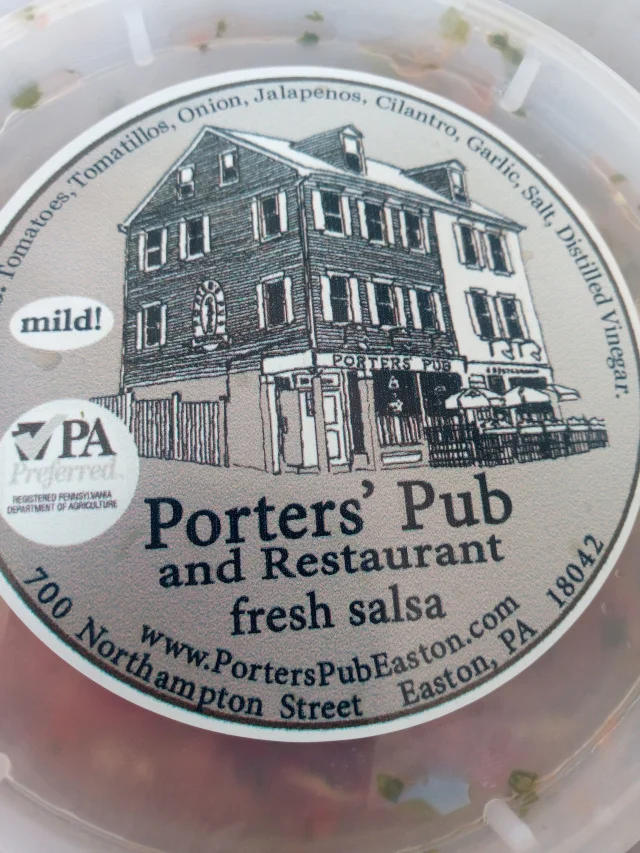 Tomatoes, Tomatillos, Onion, Jalapenos, Cilantro, Garlic, Salt, Distilled Vinegar.
mild!
PORTERS' PUB
PA
Preferred
REGISTERED PENNSYLVANIA
DEPARTMENT OF AGRICULTURE
Porters' Pub
and Restaurant
fresh salsa
www.PortersPubEaston.com
700 Northampton Street Easton, PA 18042